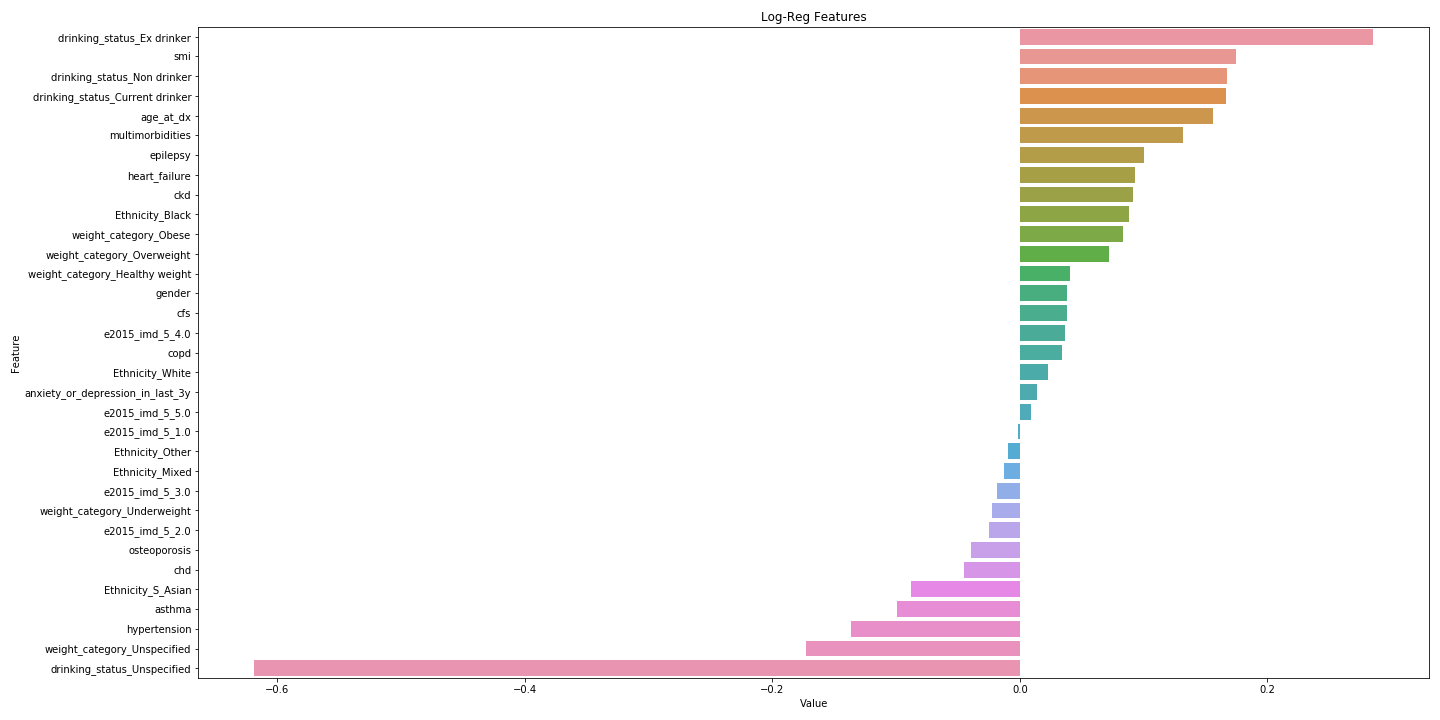 Log-Reg Features
drinking_status_Ex drinker
smi
drinking_status_Non drinker
drinking_status_Current drinker
age_at_dx
multimorbidities
epilepsy
heart_failure
ckd
Ethnicity_Black
weight_category_Obese
weight_category_Overweight
weight_category_Healthy weight
gender
cfs
e2015_imd_5_4.0
copd
Ethnicity_White
anxiety_or_depression_in_last_3y
e2015_imd_5_5.0
e2015_imd_5_1.0
Ethnicity_Other
Ethnicity_Mixed
e2015_imd_5_3.0
weight_category_Underweight
e2015_imd_5_2.0
osteoporosis
chd
Ethnicity_S_Asian
asthma
hypertension
weight_category_Unspecified
drinking_status_Unspecified
Feature
−0.6 −0.4 −0.2 0.0 0.2
Value